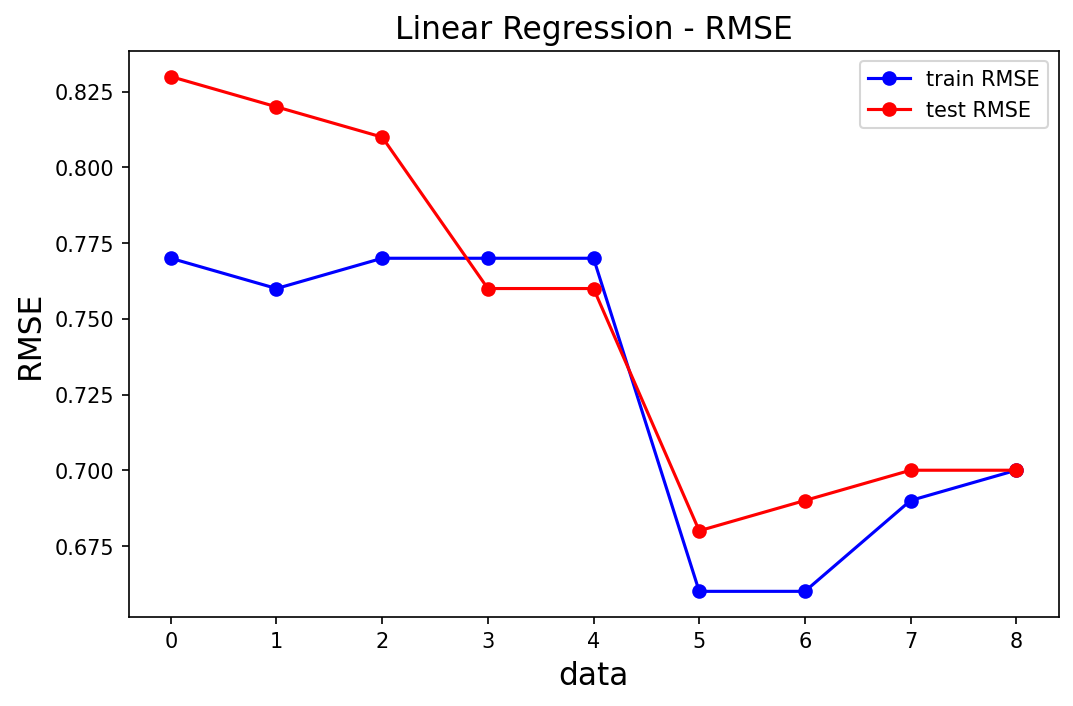 Linear Regression - RMSE
train RMSE
test RMSE
0.825
0.800
0.775
0.750
0.725
0.700
0.675
RMSE
0 1 2 3 4 5 6 7 8
data